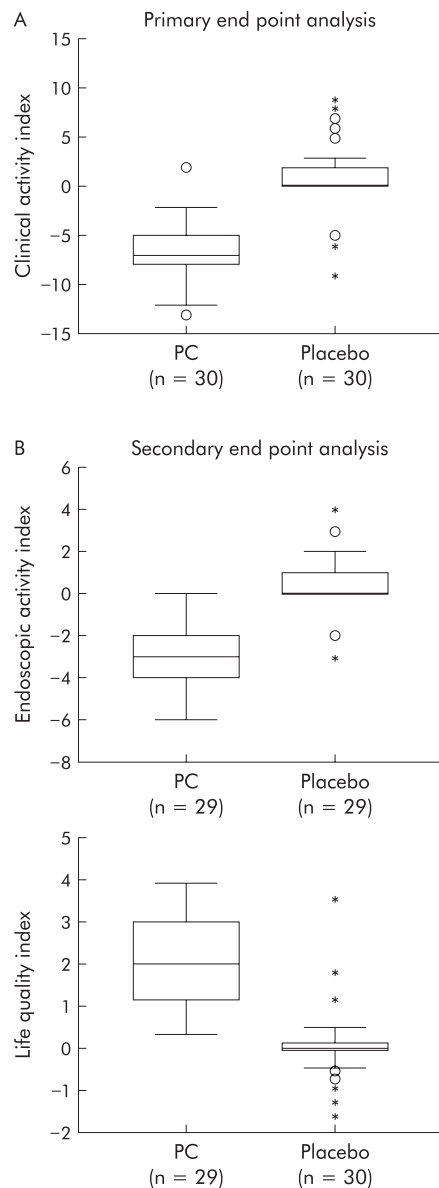 A Primary end point analysis
15
10
5
0
−5
−10
−15
Clinical activity index
PC Placebo
(n = 30) (n = 30)
B Secondary end point analysis
6
4
2
0
−2
−4
−6
−8
Endoscopic activity index
PC Placebo
(n = 29) (n = 29)
5
4
3
2
1
0
−1
−2
Life quality index
PC Placebo
(n = 29) (n = 30)